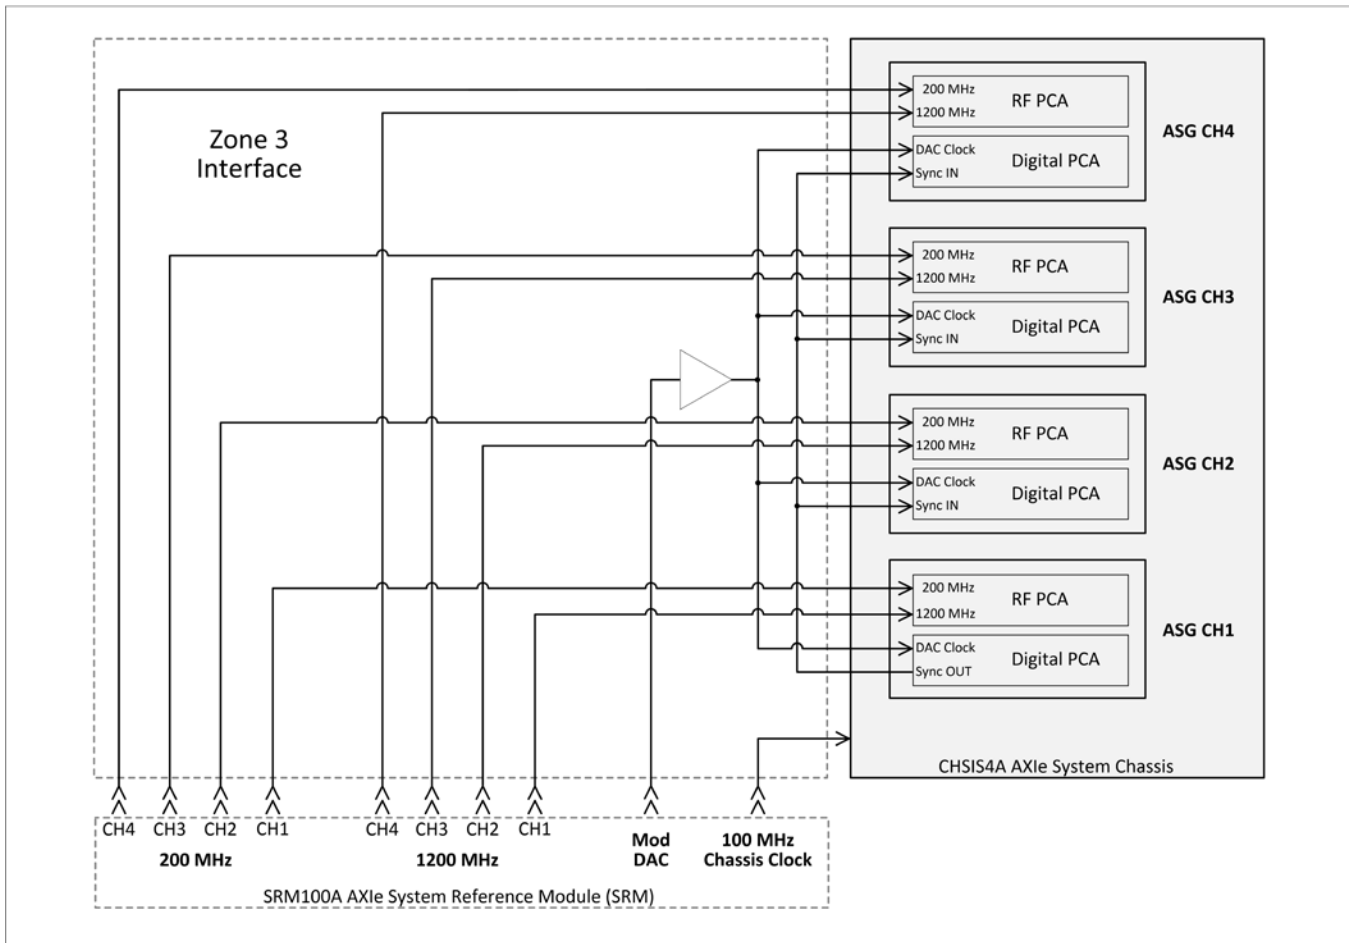 Zone 3
Interface
200 MHz
1200 MHz
RF PCA
DAC Clock
Sync IN
Digital PCA
ASG CH4
200 MHz
1200 MHz
RF PCA
DAC Clock
Sync IN
Digital PCA
ASG CH3
200 MHz
1200 MHz
RF PCA
DAC Clock
Sync IN
Digital PCA
ASG CH2
200 MHz
1200 MHz
RF PCA
DAC Clock
Sync OUT
Digital PCA
ASG CH1
CHSIS4A AXIe System Chassis
CH4 CH3 CH2 CH1
200 MHz
CH4 CH3 CH2 CH1
1200 MHz
Mod
DAC
100 MHz
Chassis Clock
SRM100A AXIe System Reference Module (SRM)